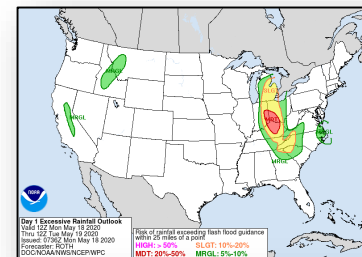 MRGL
MRGL
SLGT
MDT
MRGL
MRGL
NOAA
Day 1 Excessive Rainfall Outlook
Valid 12Z Mon May 18 2020
Thru 12Z Tue May 19 2020
Issued: 0736Z Mon May 18 2020
Forecaster: ROTH
DOC/NOAA/NWS/NCEP/WPC
Risk of rainfall exceeding flash flood guidance
within 25 miles of a point
HIGH: > 50%
SLGT: 10%-20%
MDT: 20%-50%
MRGL: 5%-10%